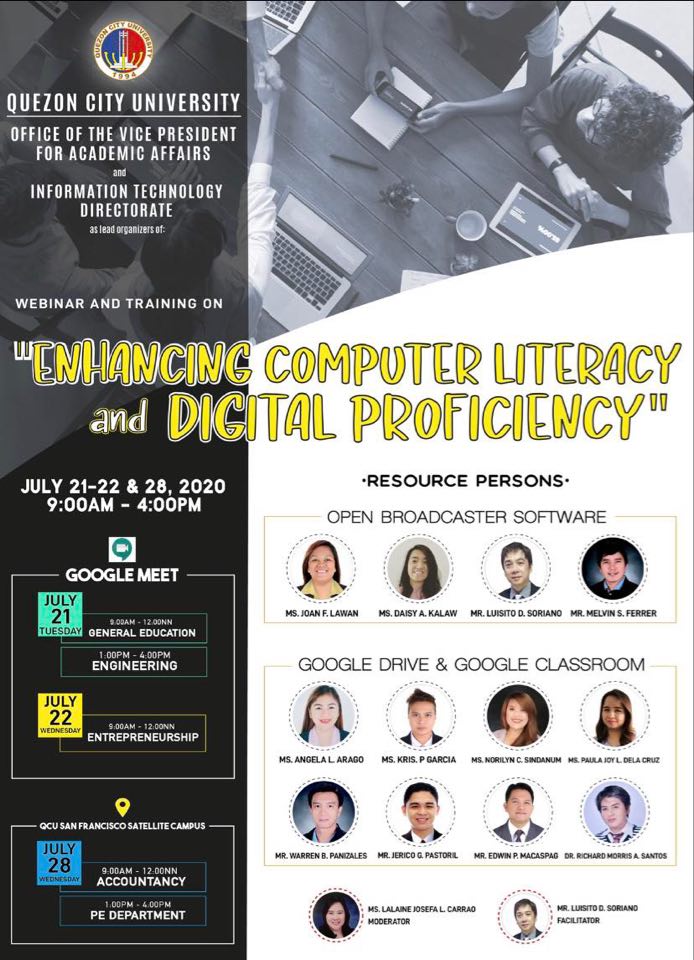 QUEZON CITY UNIVERSITY
1994
QUEZON CITY UNIVERSITY
OFFICE OF THE VICE PRESIDENT
FOR ACADEMIC AFFAIRS
and
INFORMATION TECHNOLOGY
DIRECTORATE
as lead organizers of:
WEBINAR AND TRAINING ON
"ENHANCING COMPUTER LITERACY
and DIGITAL PROFICIENCY"
JULY 21-22 & 28, 2020
9:00AM - 4:00PM
GOOGLE MEET
JULY
21
TUESDAY
9:00AM - 12:00NN
GENERAL EDUCATION
1:00PM - 4:00PM
ENGINEERING
JULY
22
WEDNESDAY
9:00AM - 12:00NN
ENTREPRENEURSHIP
QCU SAN FRANCISCO SATELLITE CAMPUS
JULY
28
WEDNESDAY
9:00AM - 12:00NN
ACCOUNTANCY
1:00PM - 4:00PM
PE DEPARTMENT
•RESOURCE PERSONS•
OPEN BROADCASTER SOFTWARE
MS. JOAN F. LAWAN
MS. DAISY A. KALAW
MR. LUISITO D. SORIANO
MR. MELVIN S. FERRER
GOOGLE DRIVE & GOOGLE CLASSROOM
MS. ANGELA L. ARAGO
MS. KRIS. P GARCIA
MS. NORILYN C. SINDANUM
MS. PAULA JOY L. DELA CRUZ
MR. WARREN B. PANIZALES
MR. JERICO G. PASTORIL
MR. EDWIN P. MACASPAG
DR. RICHARD MORRIS A. SANTOS
MS. LALAINE JOSEFA L. CARRAO
MODERATOR
MR. LUISITO D. SORIANO
FACILITATOR